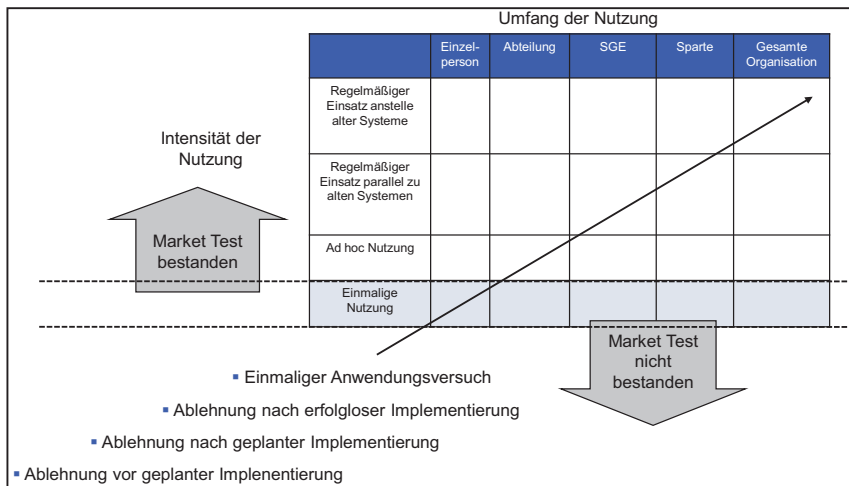 Umfang der Nutzung
Einzel-
person
Abteilung
SGE
Sparte
Gesamte
Organisation
Regelmäßiger
Einsatz anstelle
alter Systeme
Intensität der
Nutzung
Regelmäßiger
Einsatz parallel zu
alten Systemen
Market Test
bestanden
Ad hoc Nutzung
Einmalige
Nutzung
Market Test
nicht
bestanden
▪ Einmaliger Anwendungsversuch
▪ Ablehnung nach erfolgloser Implementierung
▪ Ablehnung nach geplanter Implementierung
▪ Ablehnung vor geplanter Implenentierung